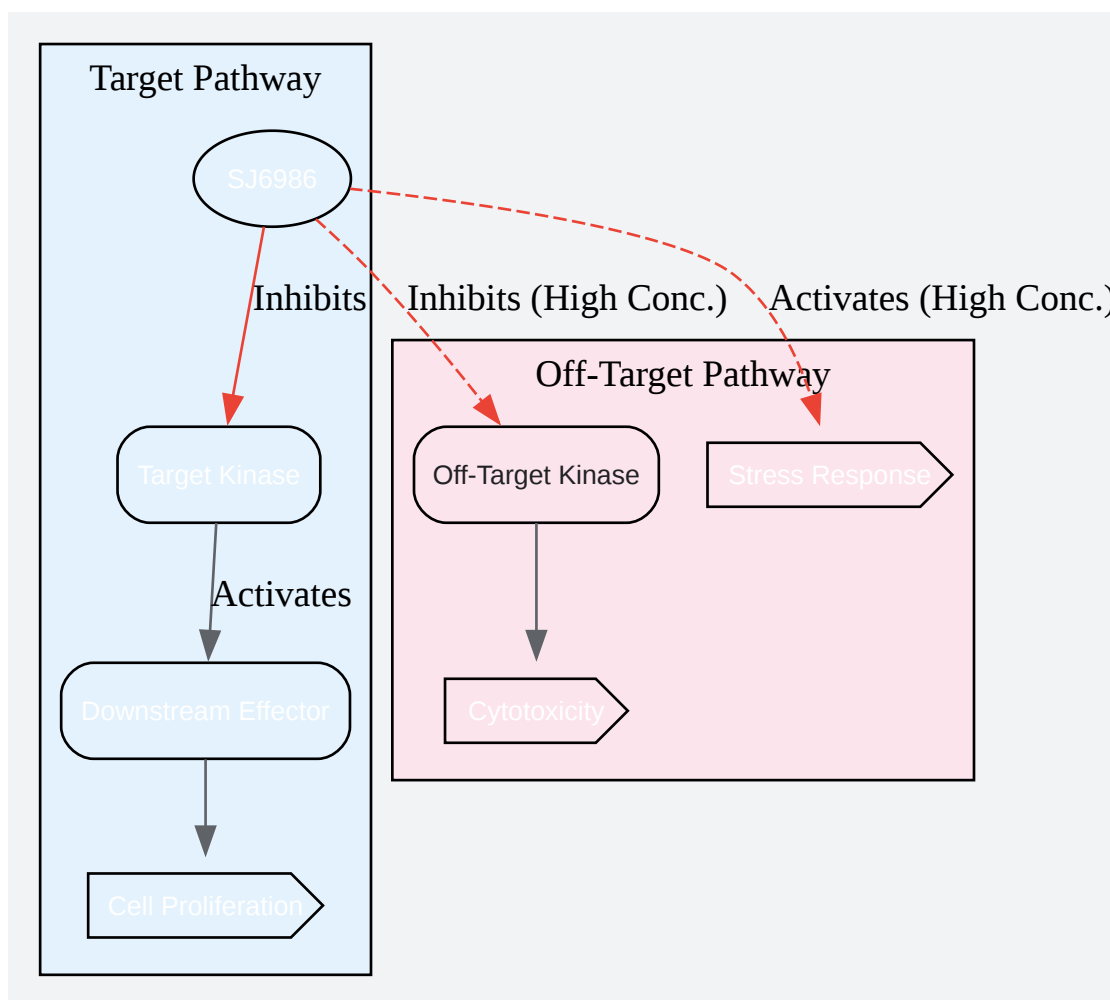 Target Pathway
SJ6986
Inhibits
Inhibits (High Conc.)
Activates (High Conc.)
Off-Target Pathway
Target Kinase
Off-Target Kinase
Stress Response
Activates
Downstream Effector
Cytotoxicity
Cell Proliferation